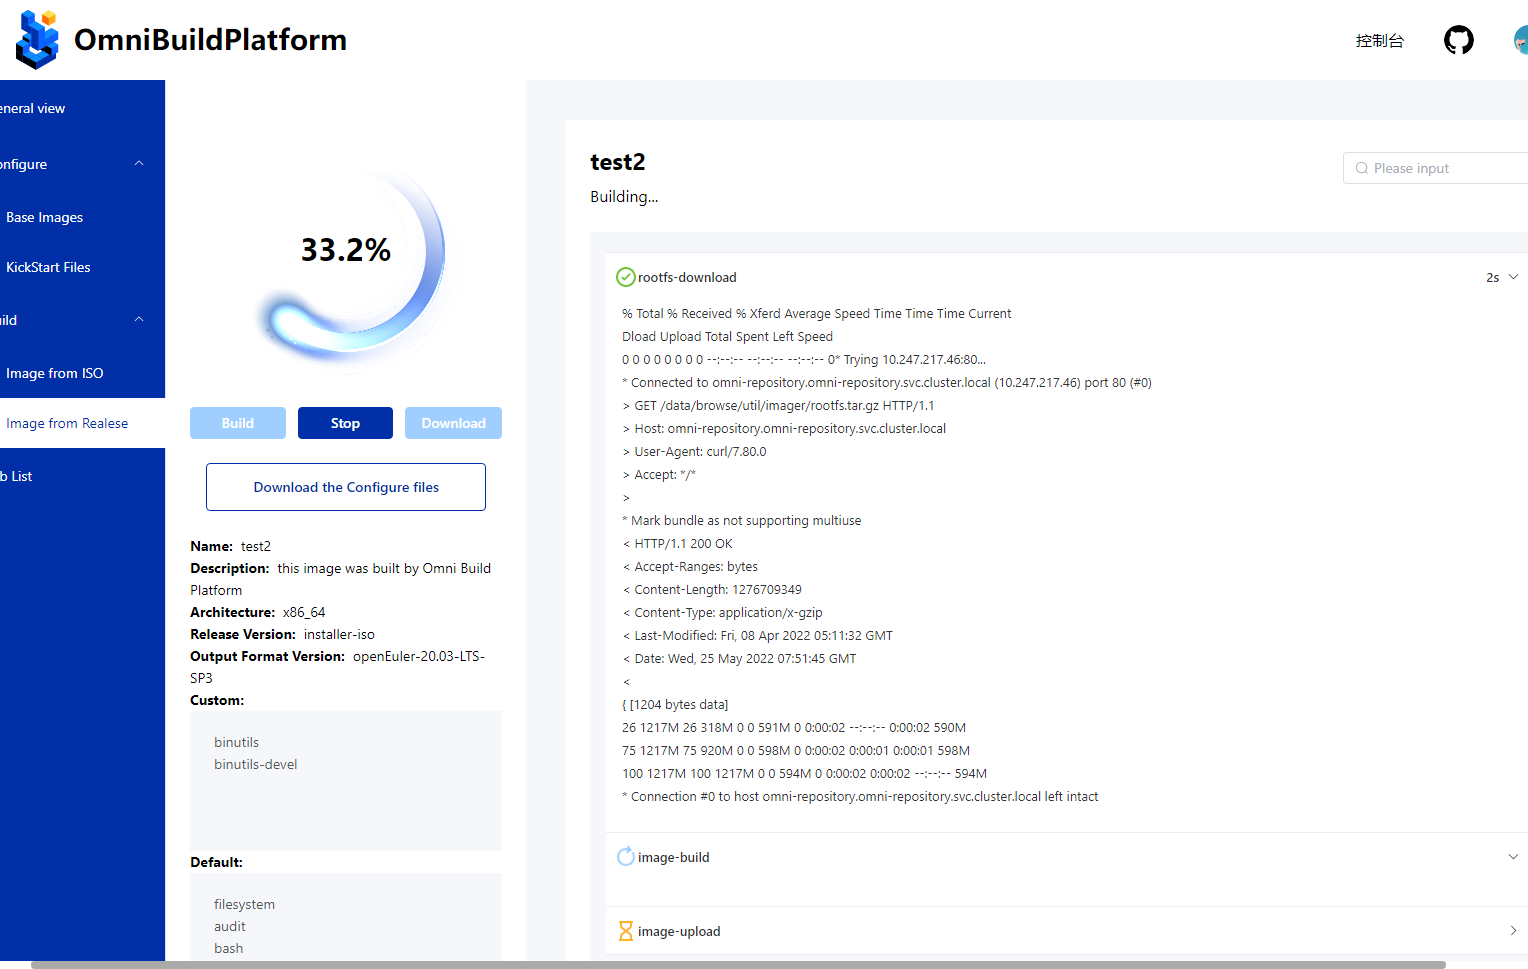 OmniBuildPlatform
控制台
eneral view
onfigure
Base Images
KickStart Files
ild
Image from ISO
Image from Realese
b List
33.2%
Build
Stop
Download
Download the Configure files
Name: test2
Description: this image was built by Omni Build
Platform
Architecture: x86_64
Release Version: installer-iso
Output Format Version: openEuler-20.03-LTS-
SP3
Custom:
binutils
binutils-devel
Default:
filesystem
audit
bash
test2
Building...
Please input
rootfs-download
2s
% Total % Received % Xferd Average Speed Time Time Time Current
Dload Upload Total Spent Left Speed
0 0 0 0 0 0 0 0 --:--:-- --:--:-- --:--:-- 0* Trying 10.247.217.46:80...
* Connected to omni-repository.omni-repository.svc.cluster.local (10.247.217.46) port 80 (#0)
> GET /data/browse/util/imager/rootfs.tar.gz HTTP/1.1
> Host: omni-repository.omni-repository.svc.cluster.local
> User-Agent: curl/7.80.0
> Accept: */*
>
* Mark bundle as not supporting multiuse
< HTTP/1.1 200 OK
< Accept-Ranges: bytes
< Content-Length: 1276709349
< Content-Type: application/x-gzip
< Last-Modified: Fri, 08 Apr 2022 05:11:32 GMT
< Date: Wed, 25 May 2022 07:51:45 GMT
<
{ [1204 bytes data]
26 1217M 26 318M 0 0 591M 0 0:00:02 --:--:-- 0:00:02 590M
75 1217M 75 920M 0 0 598M 0 0:00:02 0:00:01 0:00:01 598M
100 1217M 100 1217M 0 0 594M 0 0:00:02 0:00:02 --:--:-- 594M
* Connection #0 to host omni-repository.omni-repository.svc.cluster.local left intact
image-build
image-upload